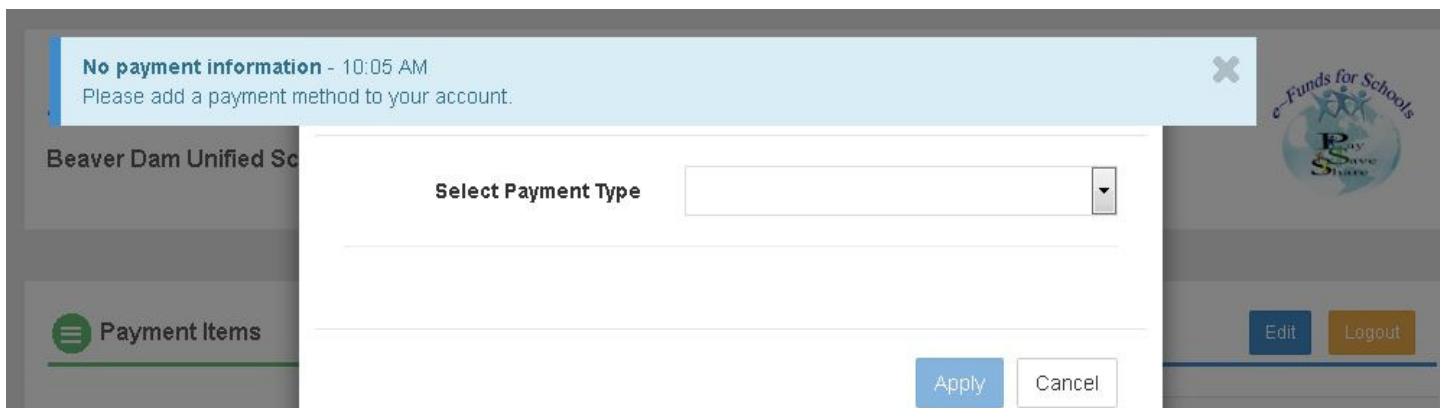 No payment information - 10:05 AM
Please add a payment method to your account.
e-Funds for Schools
Pay
Save
Share
Beaver Dam Unified Sc
Select Payment Type
Payment Items
Edit
Logout
Apply
Cancel